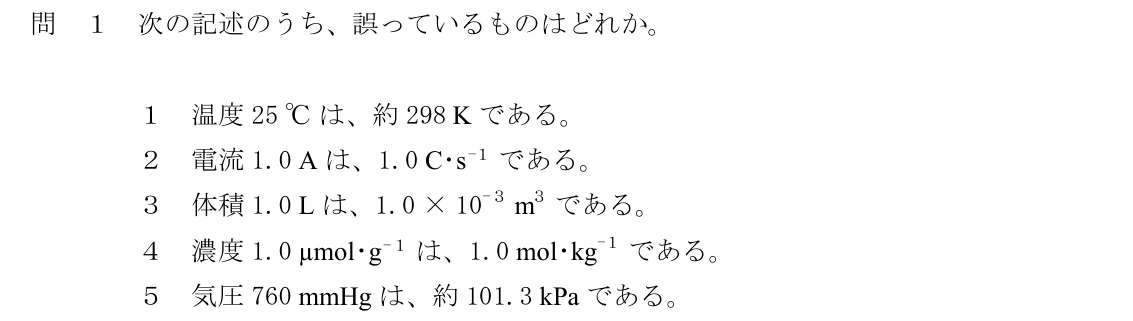 問 1 次の記述のうち、誤っているものはどれか。
1 温度 25 ℃ は、約 298 K である。
2 電流 1.0 A は、1.0 C･s⁻¹ である。
3 体積 1.0 L は、1.0 × 10⁻³ m³ である。
4 濃度 1.0 µmol･g⁻¹ は、1.0 mol･kg⁻¹ である。
5 気圧 760 mmHg は、約 101.3 kPa である。